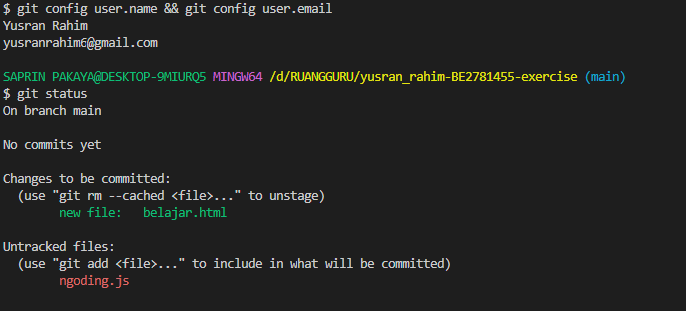 $ git config user.name && git config user.email
Yusran Rahim
yusranrahim6@gmail.com
SAPRIN PAKAYA@DESKTOP-9MIURQ5 MINGW64 /d/RUANGGURU/yusran_rahim-BE2781455-exercise (main)
$ git status
On branch main
No commits yet
Changes to be committed:
(use "git rm --cached <file>..." to unstage)
new file: belajar.html
Untracked files:
(use "git add <file>..." to include in what will be committed)
ngoding.js